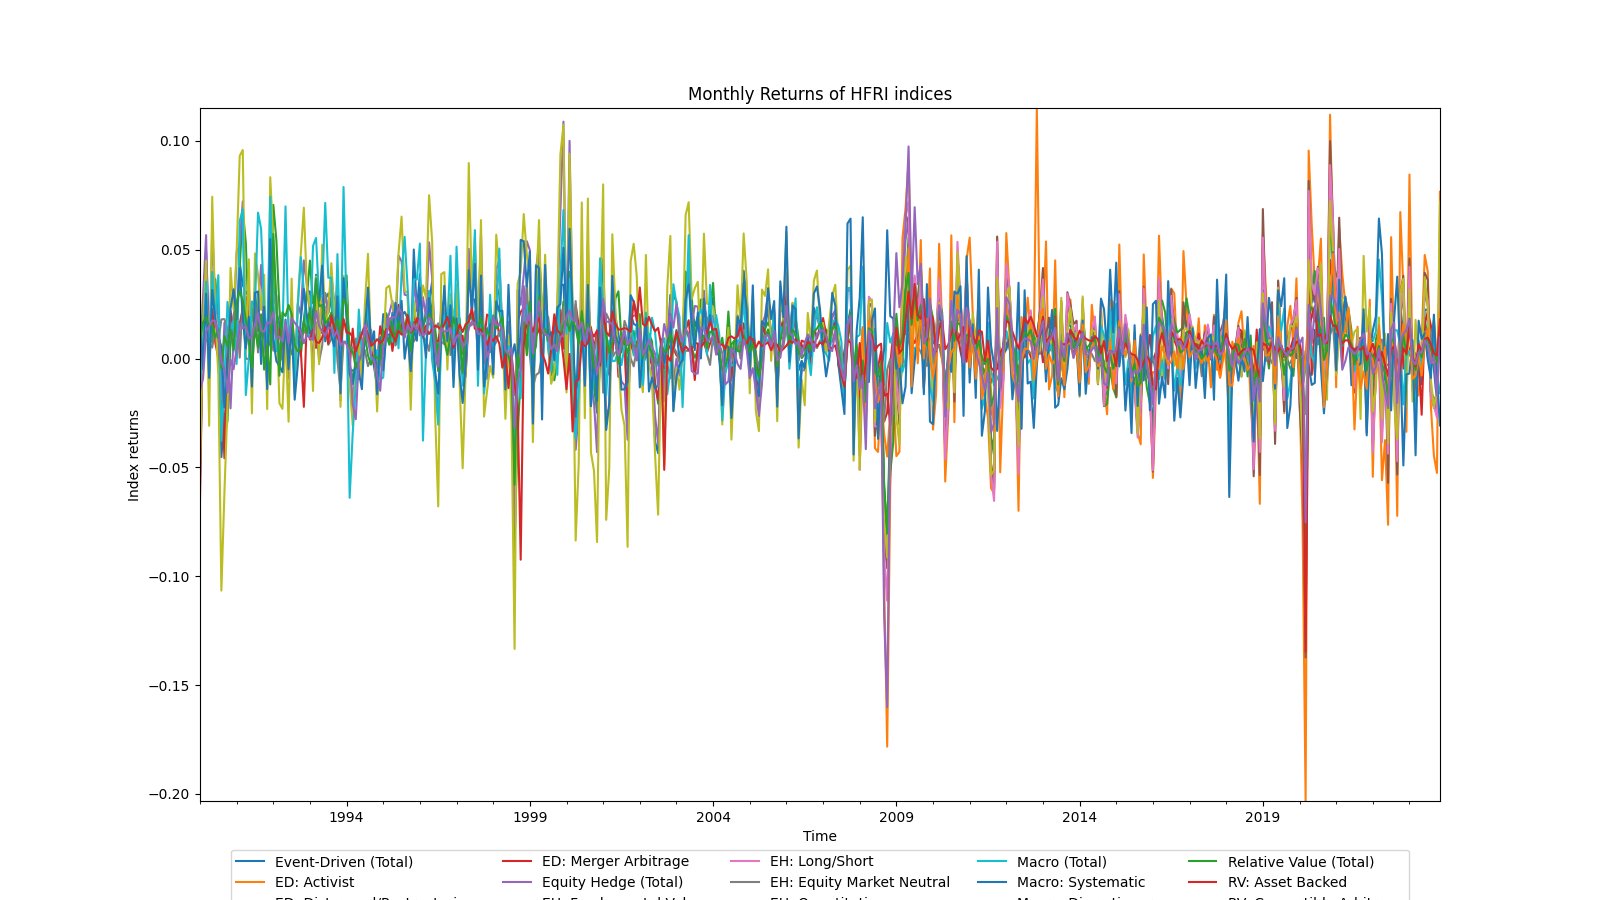 Monthly Returns of HFRI indices
0.10
0.05
0.00
−0.05
−0.10
−0.15
−0.20
Index returns
1994 1999 2004 2009 2014 2019
Time
Event-Driven (Total) ED: Merger Arbitrage EH: Long/Short Macro (Total) Relative Value (Total)
ED: Activist Equity Hedge (Total) EH: Equity Market Neutral Macro: Systematic RV: Asset Backed